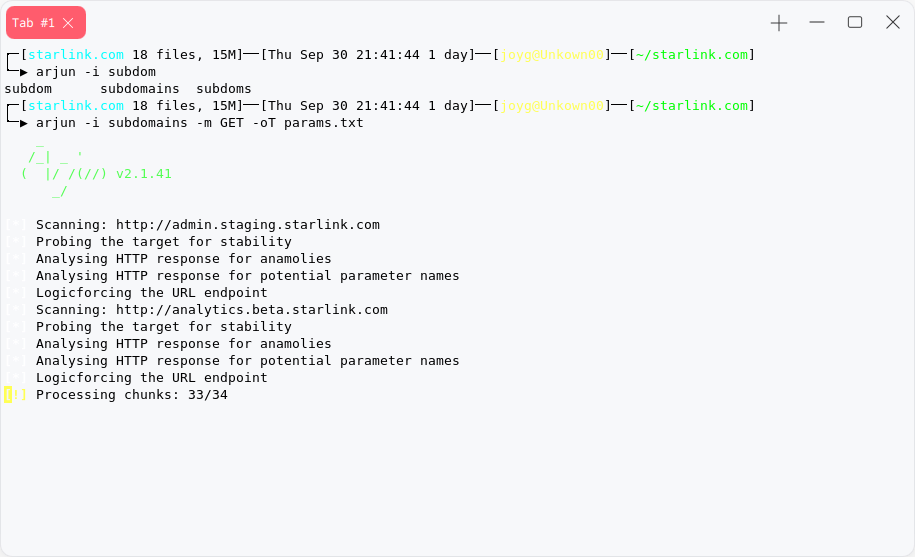 Tab #1
[starlink.com 18 files, 15M]──[Thu Sep 30 21:41:44 1 day]──[joyg@Unkown00]──[~/starlink.com]
arjun -i subdom
subdom      subdomains  subdoms
[starlink.com 18 files, 15M]──[Thu Sep 30 21:41:44 1 day]──[joyg@Unkown00]──[~/starlink.com]
arjun -i subdomains -m GET -oT params.txt
    _
   /_| _ '
  (  |/ /(//) v2.1.41
      _/
[*] Scanning: http://admin.staging.starlink.com
[*] Probing the target for stability
[*] Analysing HTTP response for anamolies
[*] Analysing HTTP response for potential parameter names
[*] Logicforcing the URL endpoint
[*] Scanning: http://analytics.beta.starlink.com
[*] Probing the target for stability
[*] Analysing HTTP response for anamolies
[*] Analysing HTTP response for potential parameter names
[*] Logicforcing the URL endpoint
[!] Processing chunks: 33/34